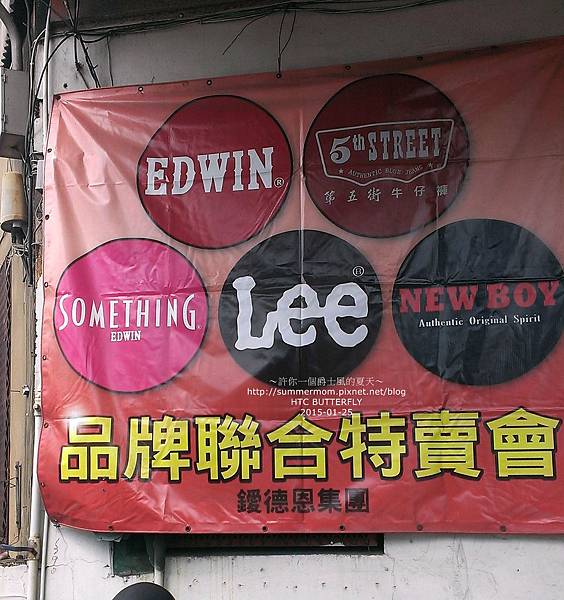 EDWIN®
5th STREET
AUTHENTIC BLUE JEANS
第五街牛仔褲
SOMETHING®
EDWIN
Lee®
NEW BOY
Authentic Original Spirit
～許你一個爵士風的夏天～
http://summermom.pixnet.net/blog
HTC BUTTERFLY
2015-01-25
品牌聯合特賣會
鑀德恩集團